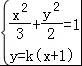 x²/3 + y²/2 = 1
y=k(x+1)